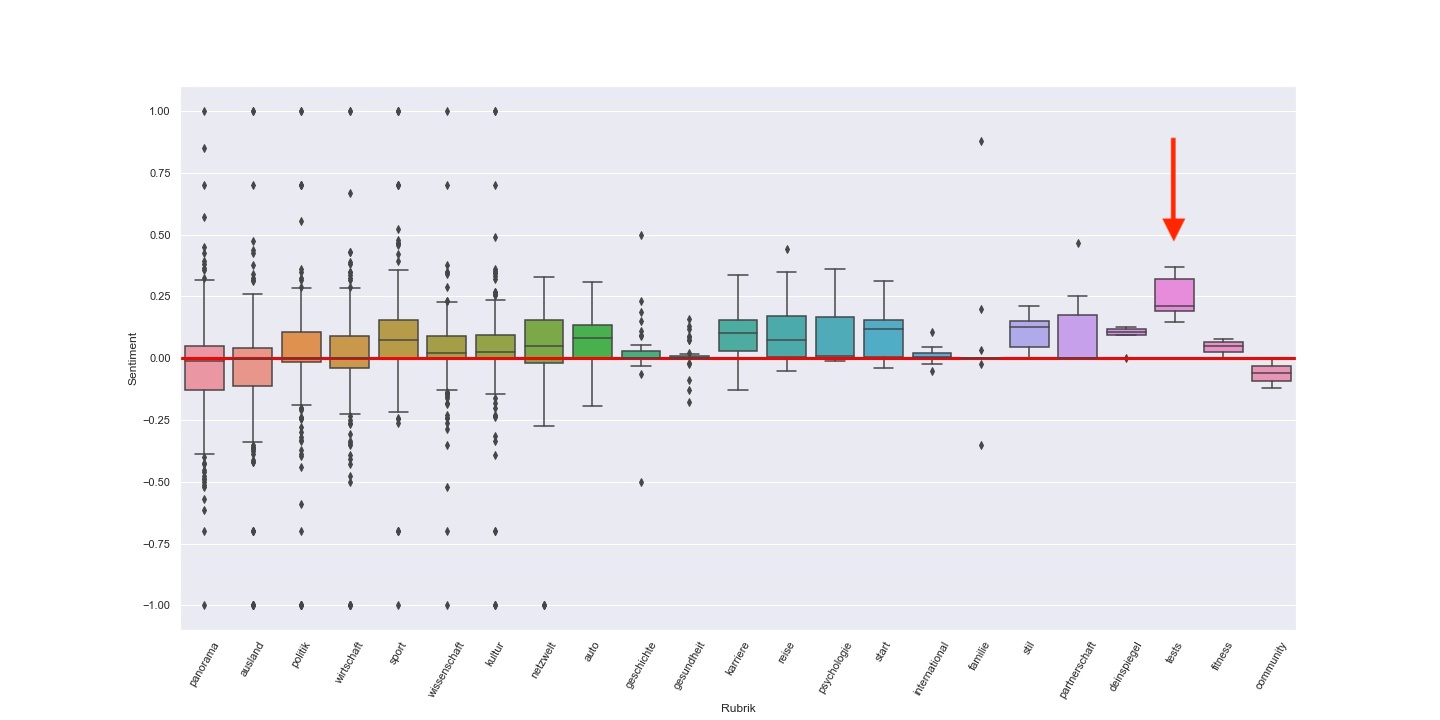 1.00
0.75
0.50
0.25
0.00
−0.25
−0.50
−0.75
−1.00
Sentiment
panorama
ausland
politik
wirtschaft
sport
wissenschaft
kultur
netzwelt
auto
geschichte
gesundheit
karriere
reise
psychologie
start
international
familie
stil
partnerschaft
deinspiegel
tests
fitness
community
Rubrik